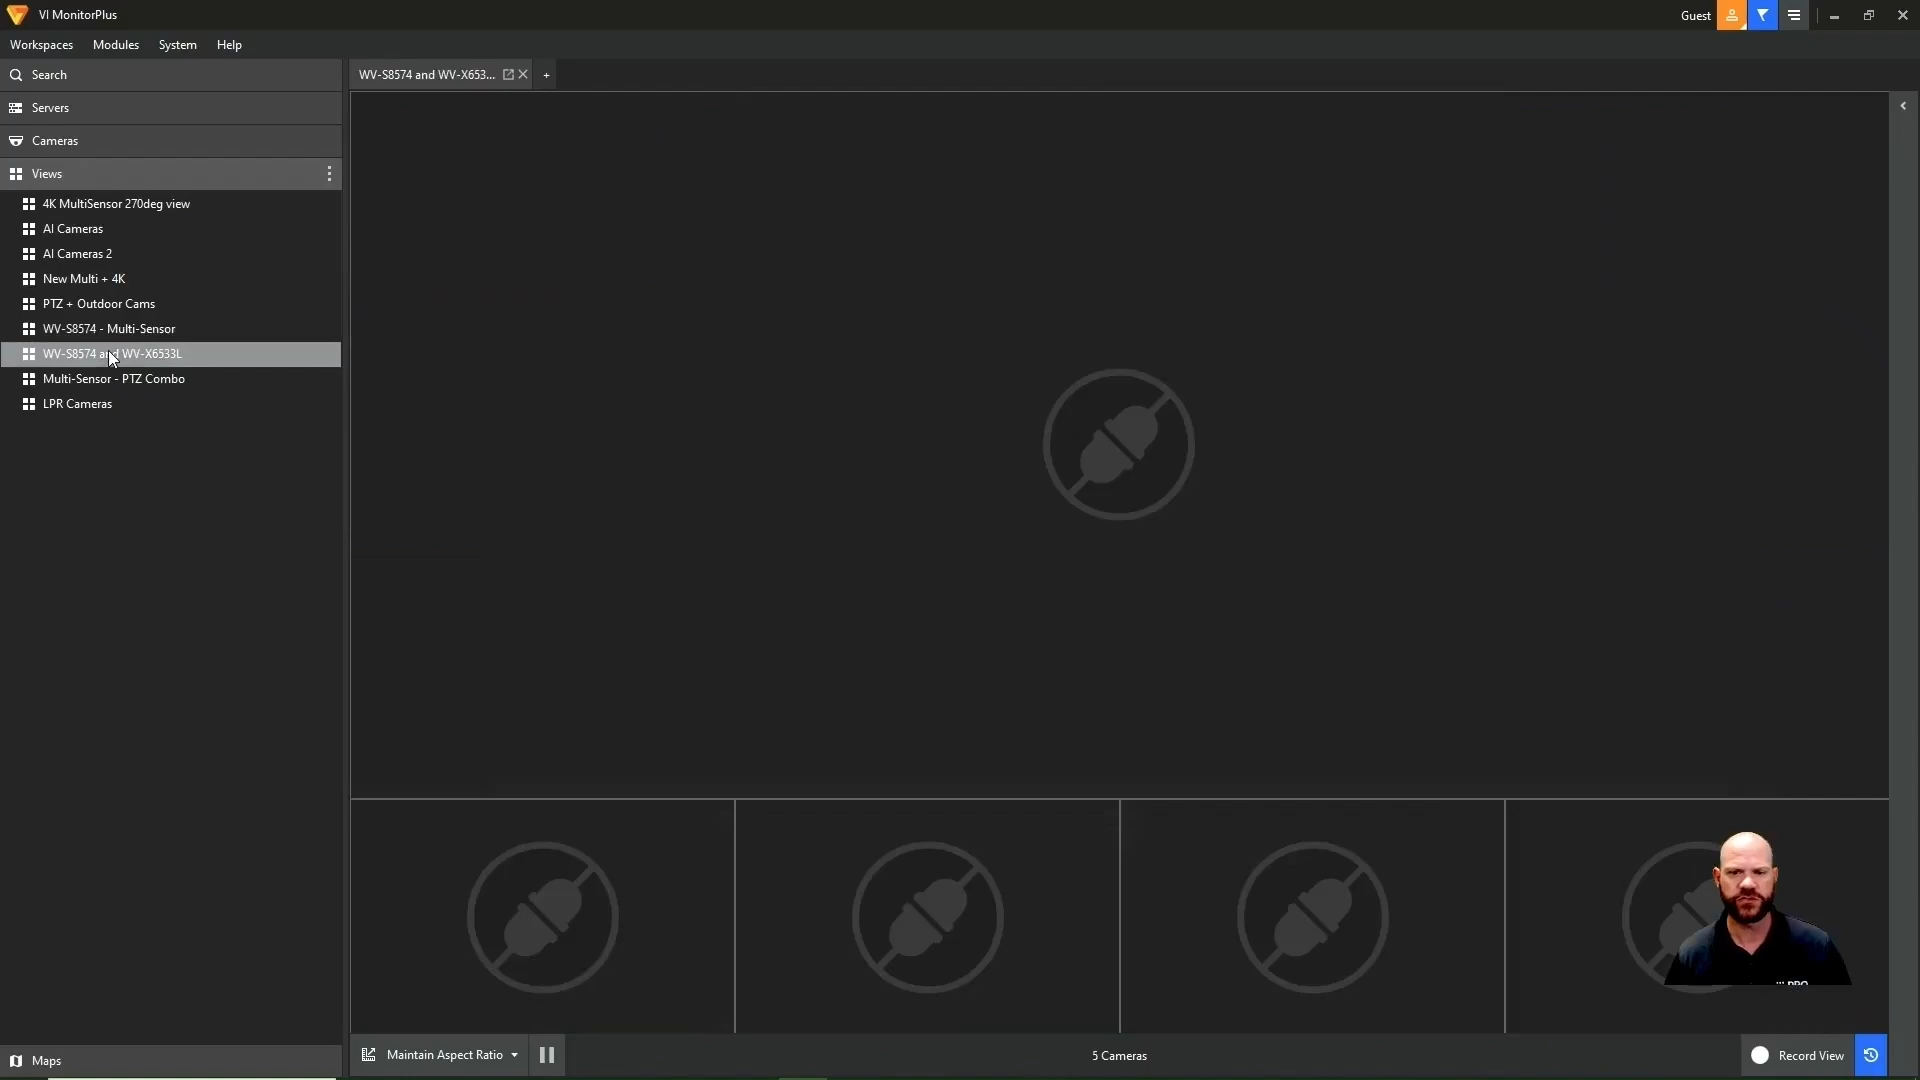 VI MonitorPlus
Guest
Workspaces Modules System Help
Search
WV-S8574 and WV-X653...
+
Servers
Cameras
Views
4K MultiSensor 270deg view
AI Cameras
AI Cameras 2
New Multi + 4K
PTZ + Outdoor Cams
WV-S8574 - Multi-Sensor
WV-S8574 and WV-X6533L
Multi-Sensor - PTZ Combo
LPR Cameras
PRO
Maps
Maintain Aspect Ratio
5 Cameras
Record View